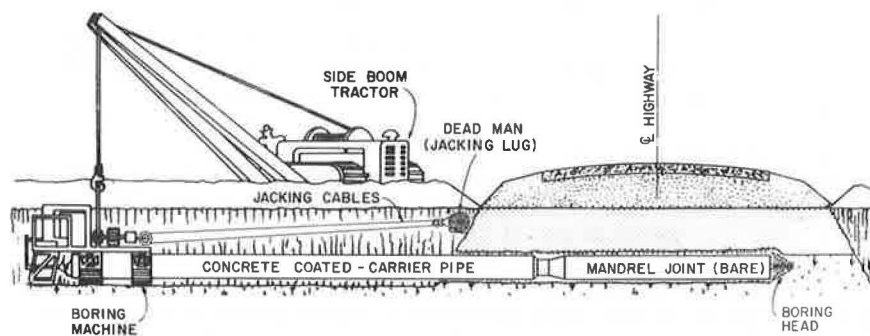 SIDE BOOM
TRACTOR
DEAD MAN
(JACKING LUG)
℄ HIGHWAY
JACKING CABLES
CONCRETE COATED - CARRIER PIPE
MANDREL JOINT (BARE)
BORING
MACHINE
BORING
HEAD